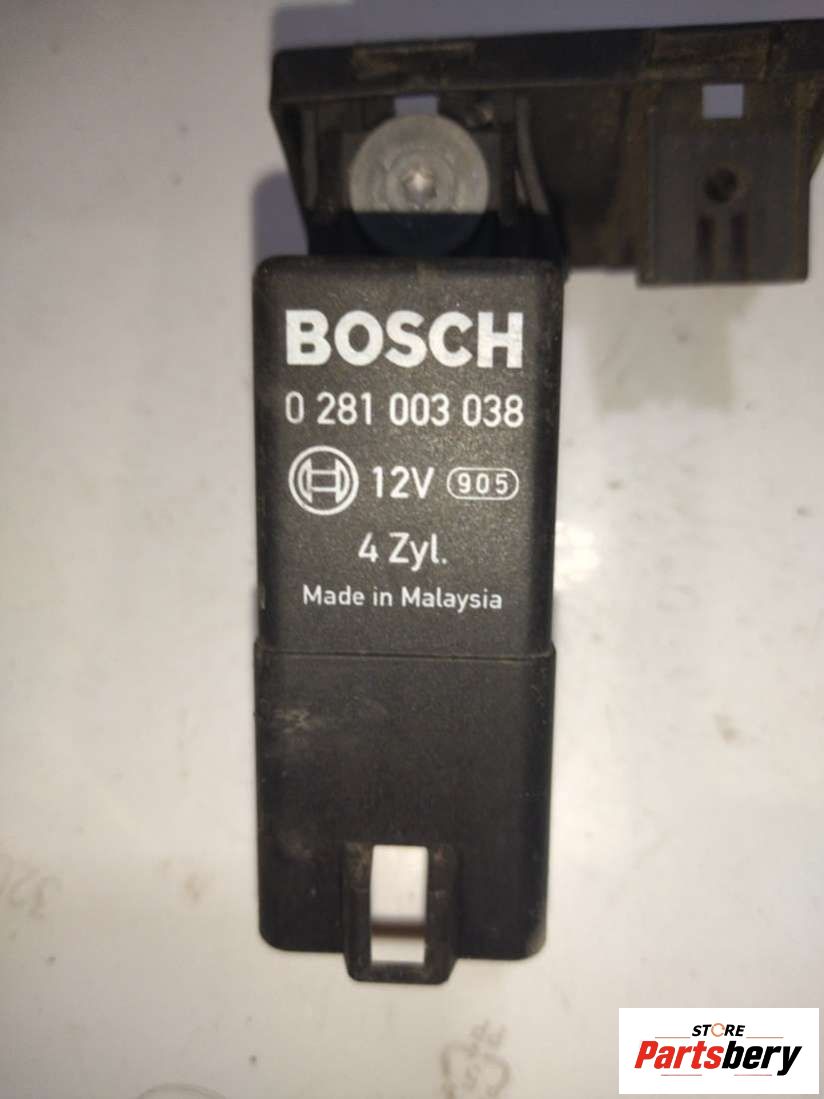 BOSCH
0 281 003 038
12V 905
4 Zyl.
Made in Malaysia
STORE
Partsbery